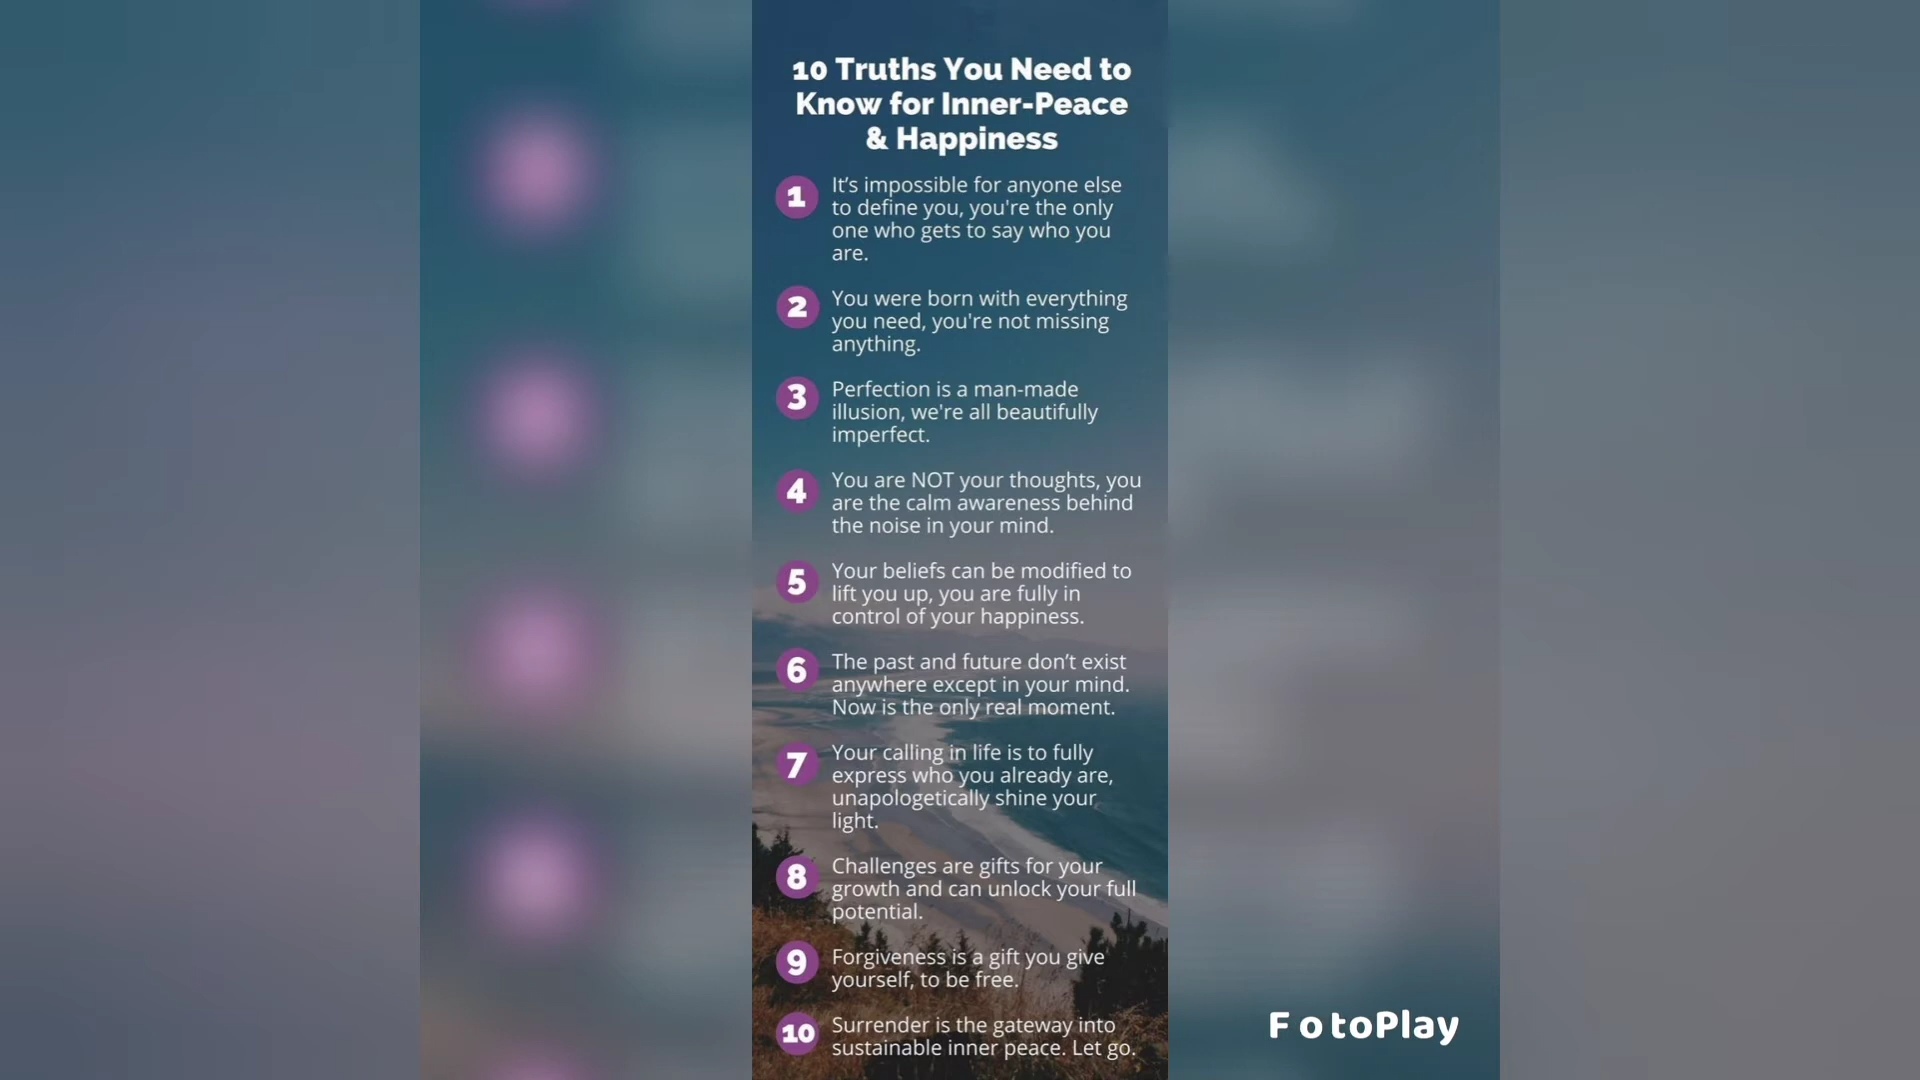 10 Truths You Need to
Know for Inner-Peace
& Happiness
1
It's impossible for anyone else
to define you, you're the only
one who gets to say who you
are.
2
You were born with everything
you need, you're not missing
anything.
3
Perfection is a man-made
illusion, we're all beautifully
imperfect.
4
You are NOT your thoughts, you
are the calm awareness behind
the noise in your mind.
5
Your beliefs can be modified to
lift you up, you are fully in
control of your happiness.
6
The past and future don't exist
anywhere except in your mind.
Now is the only real moment.
7
Your calling in life is to fully
express who you already are,
unapologetically shine your
light.
8
Challenges are gifts for your
growth and can unlock your full
potential.
9
Forgiveness is a gift you give
yourself, to be free.
10
Surrender is the gateway into
sustainable inner peace. Let go.
FotoPlay